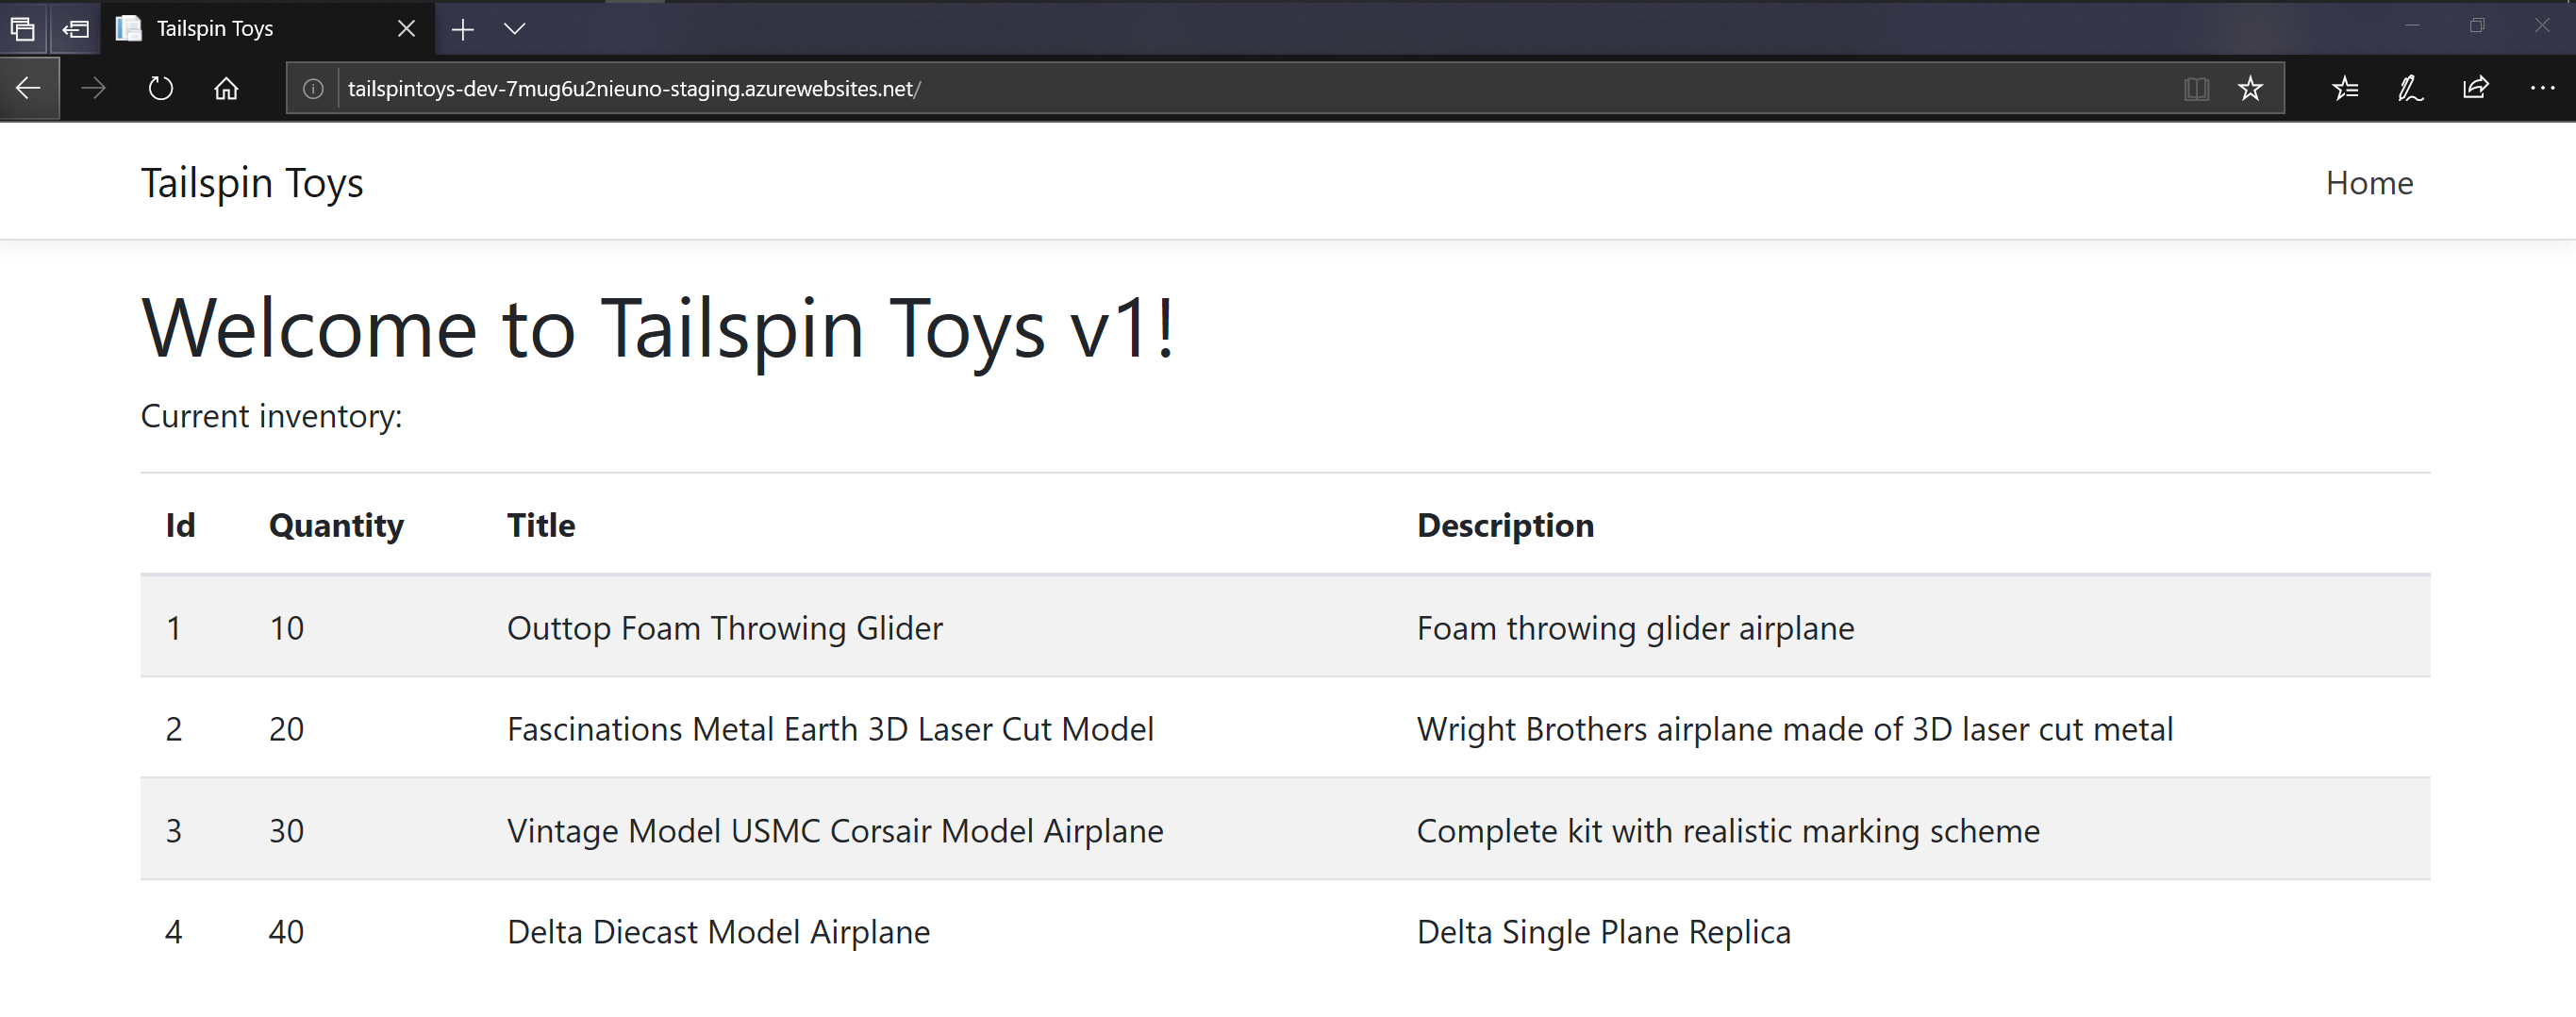 Tailspin Toys
tailspintoys-dev-7mug6u2nieuno-staging.azurewebsites.net/
Tailspin Toys Home
Welcome to Tailspin Toys v1!
Current inventory:
Id Quantity Title Description
1 10 Outtop Foam Throwing Glider Foam throwing glider airplane
2 20 Fascinations Metal Earth 3D Laser Cut Model Wright Brothers airplane made of 3D laser cut metal
3 30 Vintage Model USMC Corsair Model Airplane Complete kit with realistic marking scheme
4 40 Delta Diecast Model Airplane Delta Single Plane Replica